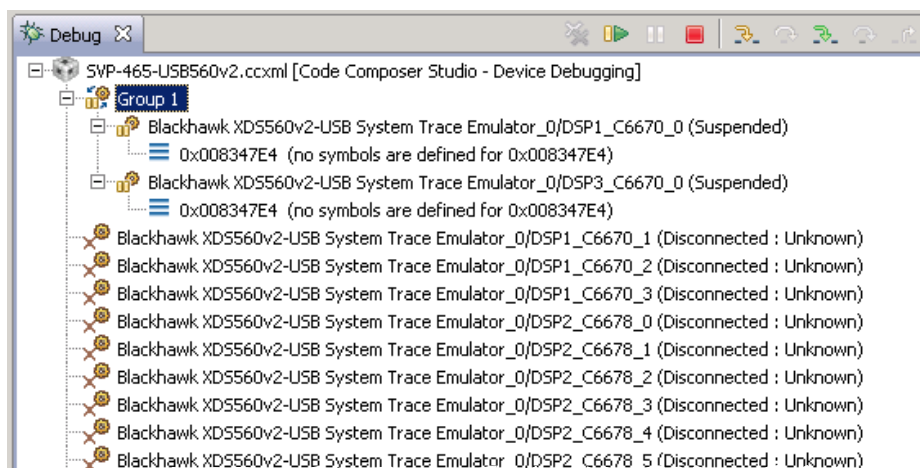 Debug
SVP-465-USB560v2.ccxml [Code Composer Studio - Device Debugging]
Group 1
Blackhawk XDS560v2-USB System Trace Emulator_0/DSP1_C6670_0 (Suspended)
0x008347E4 (no symbols are defined for 0x008347E4)
Blackhawk XDS560v2-USB System Trace Emulator_0/DSP3_C6670_0 (Suspended)
0x008347E4 (no symbols are defined for 0x008347E4)
Blackhawk XDS560v2-USB System Trace Emulator_0/DSP1_C6670_1 (Disconnected : Unknown)
Blackhawk XDS560v2-USB System Trace Emulator_0/DSP1_C6670_2 (Disconnected : Unknown)
Blackhawk XDS560v2-USB System Trace Emulator_0/DSP1_C6670_3 (Disconnected : Unknown)
Blackhawk XDS560v2-USB System Trace Emulator_0/DSP2_C6678_0 (Disconnected : Unknown)
Blackhawk XDS560v2-USB System Trace Emulator_0/DSP2_C6678_1 (Disconnected : Unknown)
Blackhawk XDS560v2-USB System Trace Emulator_0/DSP2_C6678_2 (Disconnected : Unknown)
Blackhawk XDS560v2-USB System Trace Emulator_0/DSP2_C6678_3 (Disconnected : Unknown)
Blackhawk XDS560v2-USB System Trace Emulator_0/DSP2_C6678_4 (Disconnected : Unknown)
Blackhawk XDS560v2-USB System Trace Emulator_0/DSP2_C6678_5 (Disconnected : Unknown)